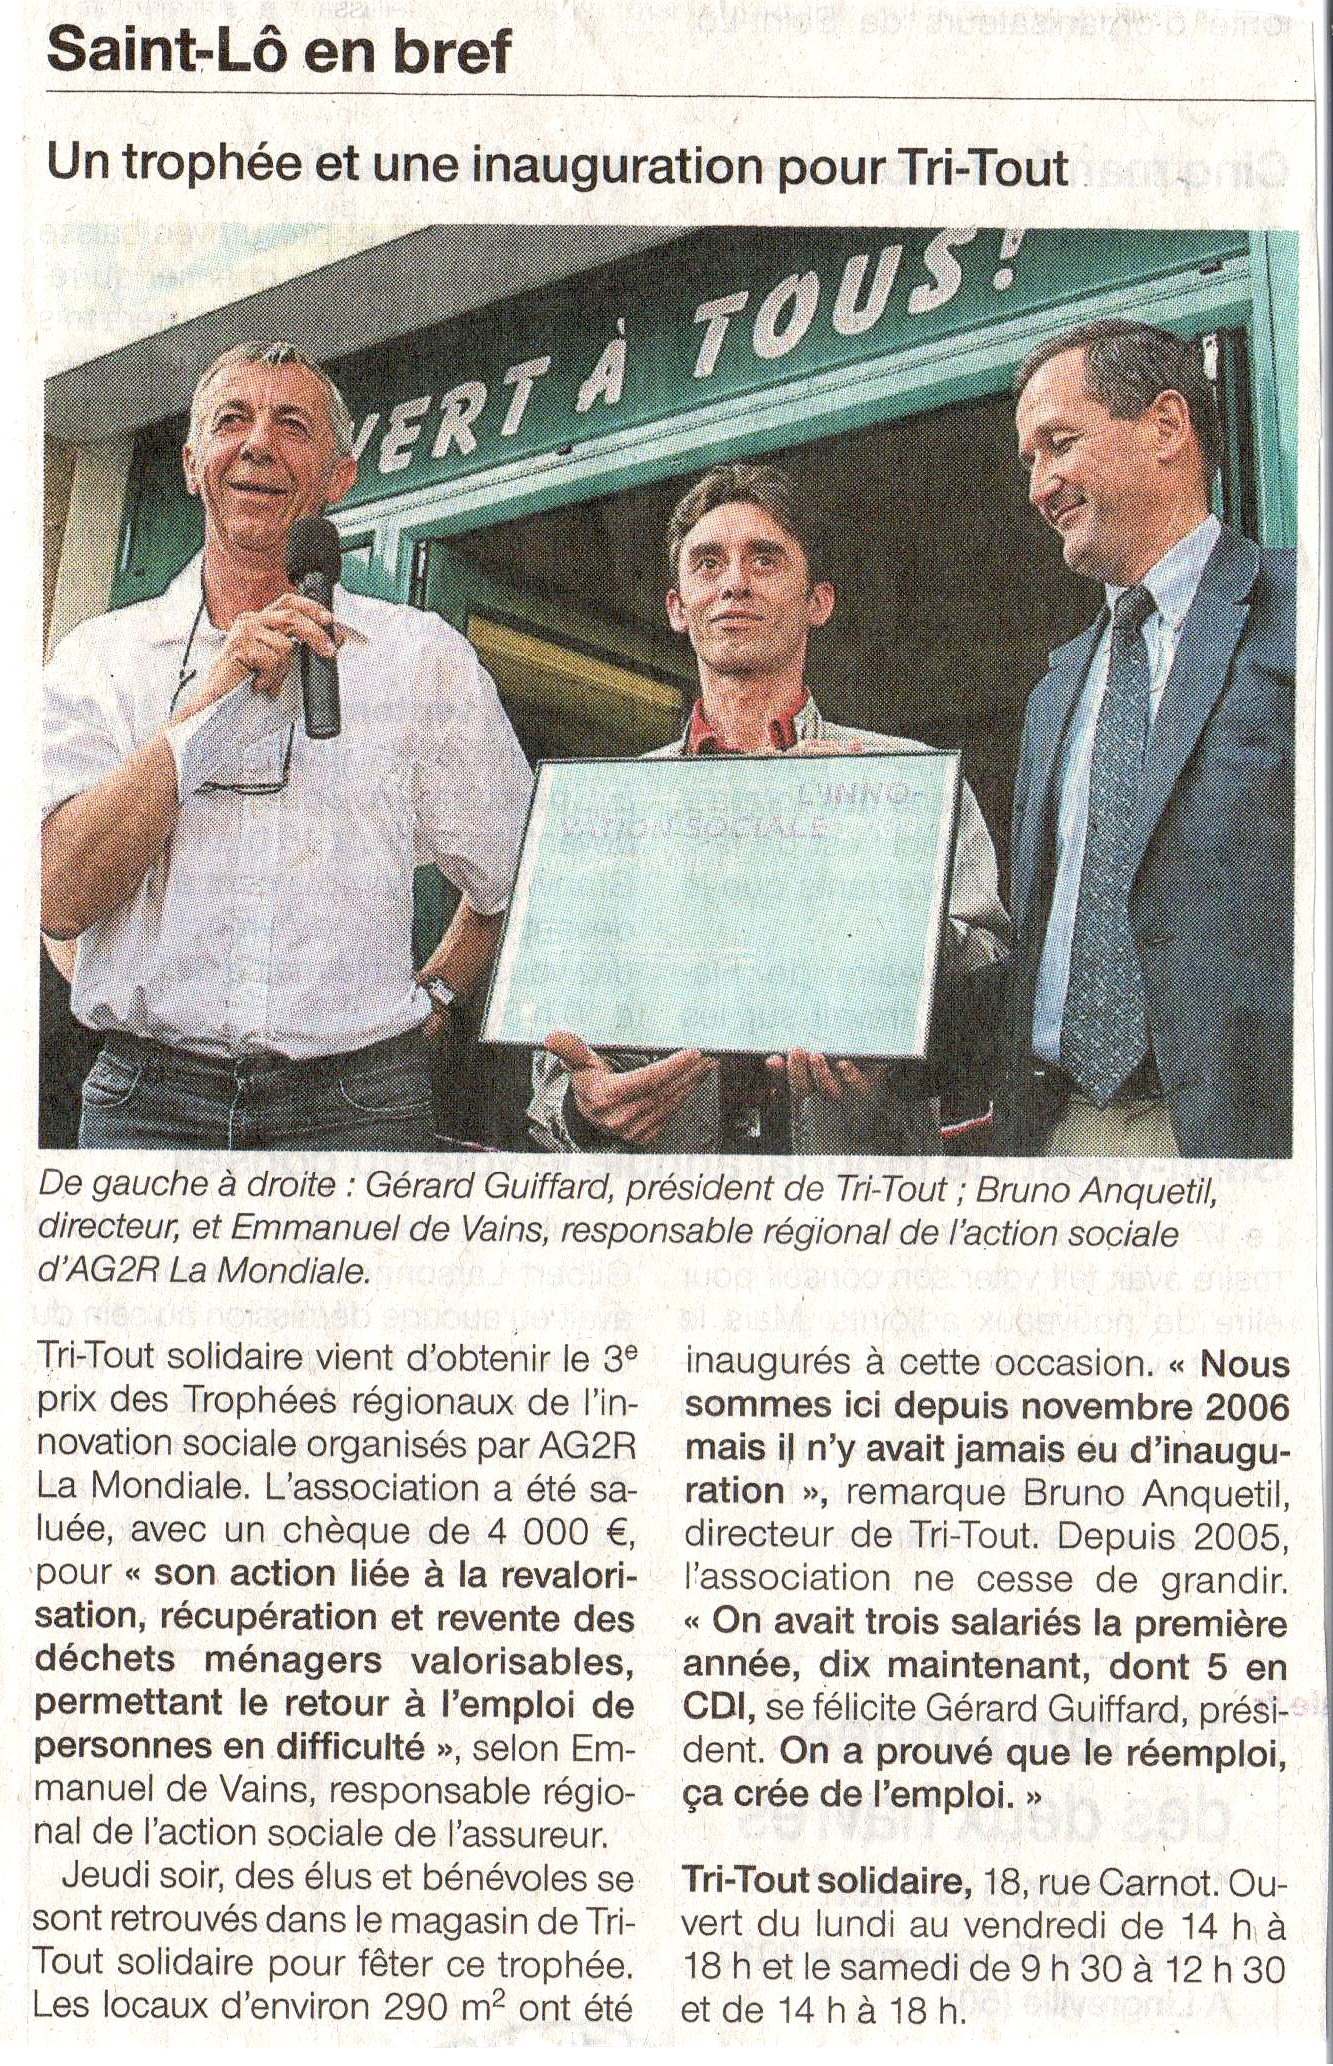 Saint-Lô en bref
Un trophée et une inauguration pour Tri-Tout
VERT À TOUS!
L'INNO-
VATION SOCIALE
De gauche à droite : Gérard Guiffard, président de Tri-Tout ; Bruno Anquetil,
directeur, et Emmanuel de Vains, responsable régional de l'action sociale
d'AG2R La Mondiale.
Tri-Tout solidaire vient d'obtenir le 3e
prix des Trophées régionaux de l'in-
novation sociale organisés par AG2R
La Mondiale. L'association a été sa-
luée, avec un chèque de 4 000 €,
pour « son action liée à la revalori-
sation, récupération et revente des
déchets ménagers valorisables,
permettant le retour à l'emploi de
personnes en difficulté », selon Em-
manuel de Vains, responsable régio-
nal de l'action sociale de l'assureur.
Jeudi soir, des élus et bénévoles se
sont retrouvés dans le magasin de Tri-
Tout solidaire pour fêter ce trophée.
Les locaux d'environ 290 m² ont été
inaugurés à cette occasion. « Nous
sommes ici depuis novembre 2006
mais il n'y avait jamais eu d'inaugu-
ration », remarque Bruno Anquetil,
directeur de Tri-Tout. Depuis 2005,
l'association ne cesse de grandir.
« On avait trois salariés la première
année, dix maintenant, dont 5 en
CDI, se félicite Gérard Guiffard, prési-
dent. On a prouvé que le réemploi,
ça crée de l'emploi. »
Tri-Tout solidaire, 18, rue Carnot. Ou-
vert du lundi au vendredi de 14 h à
18 h et le samedi de 9 h 30 à 12 h 30
et de 14 h à 18 h.